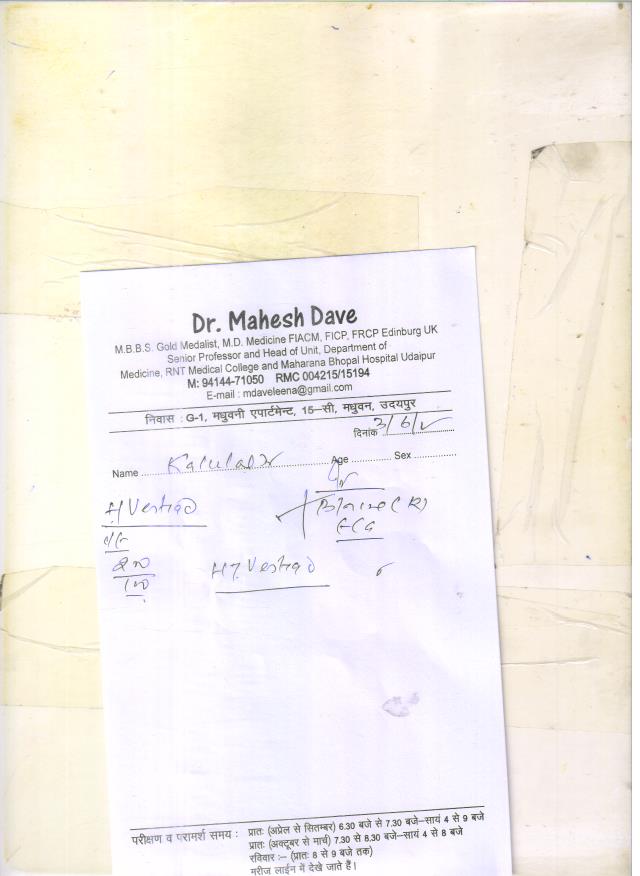 Dr. Mahesh Dave
M.B.B.S. Gold Medalist, M.D. Medicine FIACM, FICP, FRCP Edinburg UK
Senior Professor and Head of Unit, Department of
Medicine, RNT Medical College and Maharana Bhopal Hospital Udaipur
M: 94144-71050 RMC 004215/15194
E-mail : mdaveleena@gmail.com
निवास : G-1, मधुवनी एपार्टमेन्ट, 15-सी, मधुवन, उदयपुर
दिनांक 3/6/
Name Age Sex
Vertigo
ECG
Vertigo
परीक्षण व परामर्श समय : प्रातः (अप्रेल से सितम्बर) 6.30 बजे से 7.30 बजे-सायं 4 से 9 बजे
प्रातः (अक्टूबर से मार्च) 7.30 से 8.30 बजे-सायं 4 से 8 बजे
रविवार :- (प्रातः 8 से 9 बजे तक)
मरीज लाईन में देखे जाते हैं।